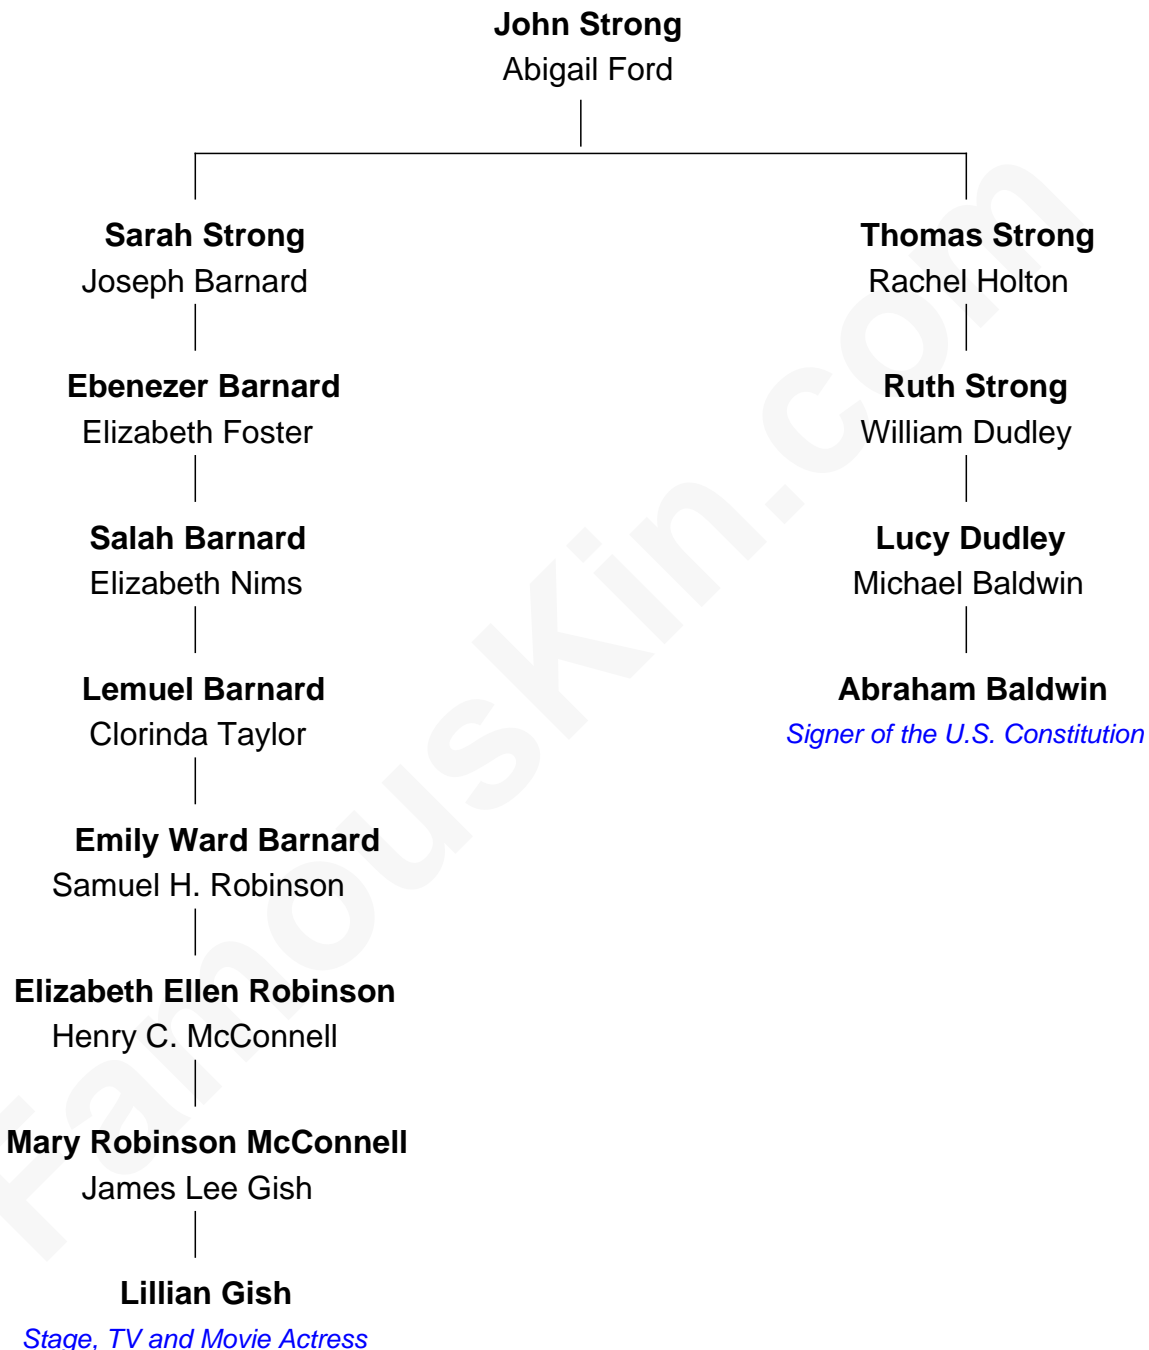 John Strong
Abigail Ford
Sarah Strong
Joseph Barnard
Thomas Strong
Rachel Holton
Ebenezer Barnard
Elizabeth Foster
Ruth Strong
William Dudley
Salah Barnard
Elizabeth Nims
Lucy Dudley
Michael Baldwin
Lemuel Barnard
Clorinda Taylor
Abraham Baldwin
Signer of the U.S. Constitution
Emily Ward Barnard
Samuel H. Robinson
Elizabeth Ellen Robinson
Henry C. McConnell
Mary Robinson McConnell
James Lee Gish
Lillian Gish
Stage, TV and Movie Actress
FamousKin.com